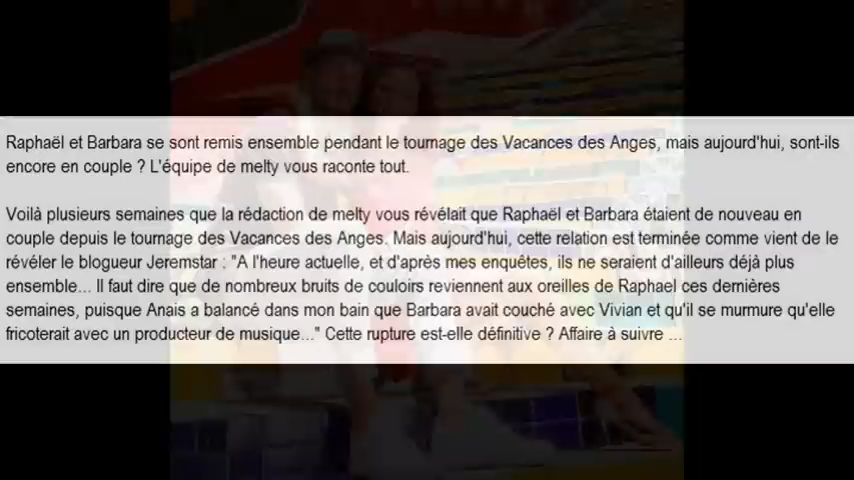 Raphaël et Barbara se sont remis ensemble pendant le tournage des Vacances des Anges, mais aujourd'hui, sont-ils
encore en couple ? L'équipe de melty vous raconte tout.
Voilà plusieurs semaines que la rédaction de melty vous révélait que Raphaël et Barbara étaient de nouveau en
couple depuis le tournage des Vacances des Anges. Mais aujourd'hui, cette relation est terminée comme vient de le
révéler le blogueur Jeremstar : "A l'heure actuelle, et d'après mes enquêtes, ils ne seraient d'ailleurs déjà plus
ensemble... Il faut dire que de nombreux bruits de couloirs reviennent aux oreilles de Raphael ces dernières
semaines, puisque Anais a balancé dans mon bain que Barbara avait couché avec Vivian et qu'il se murmure qu'elle
fricoterait avec un producteur de musique..." Cette rupture est-elle définitive ? Affaire à suivre ...